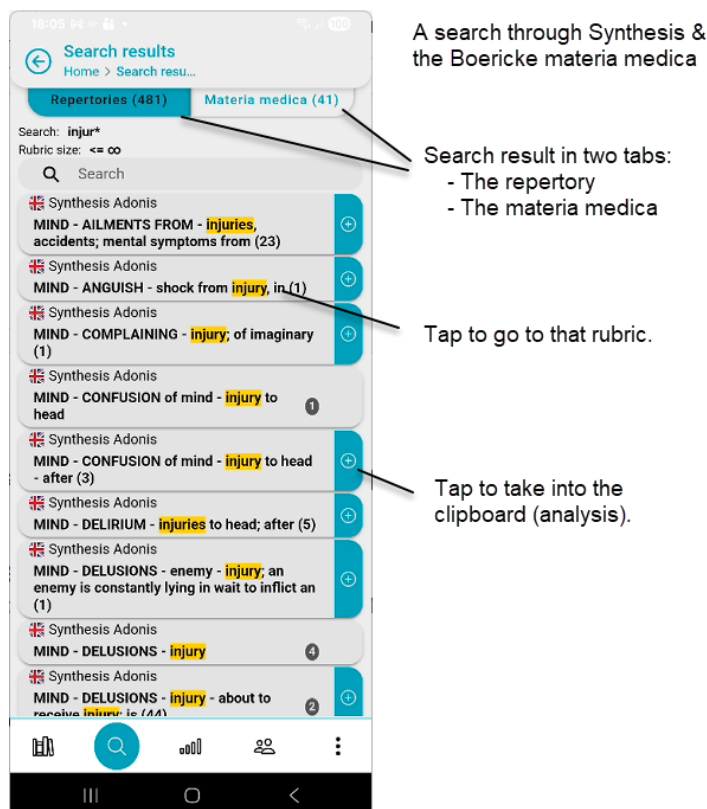 18:05
100
Search results
Home > Search resu...
Repertories (481)
Materia medica (41)
Search: injur*
Rubric size: <= ∞
Search
Synthesis Adonis
MIND - AILMENTS FROM - injuries,
accidents; mental symptoms from (23)
Synthesis Adonis
MIND - ANGUISH - shock from injury, in (1)
Synthesis Adonis
MIND - COMPLAINING - injury; of imaginary
(1)
Synthesis Adonis
MIND - CONFUSION of mind - injury to
head
1
Synthesis Adonis
MIND - CONFUSION of mind - injury to head
- after (3)
Synthesis Adonis
MIND - DELIRIUM - injuries to head; after (5)
Synthesis Adonis
MIND - DELUSIONS - enemy - injury; an
enemy is constantly lying in wait to inflict an
(1)
Synthesis Adonis
MIND - DELUSIONS - injury
4
Synthesis Adonis
MIND - DELUSIONS - injury - about to
receive injury; is (44)
2
A search through Synthesis &
the Boericke materia medica
Search result in two tabs:
- The repertory
- The materia medica
Tap to go to that rubric.
Tap to take into the
clipboard (analysis).